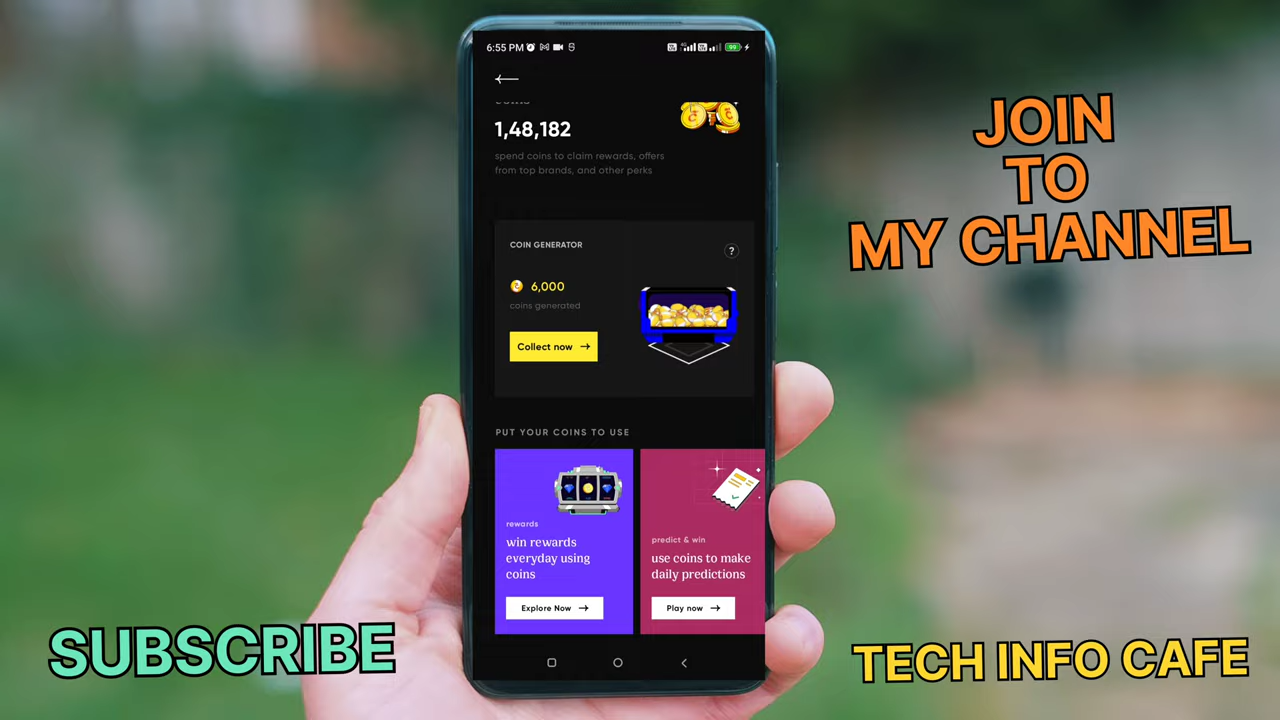 6:55 PM
99
1,48,182
spend coins to claim rewards, offers
from top brands, and other perks
COIN GENERATOR
?
6,000
coins generated
Collect now
PUT YOUR COINS TO USE
rewards
win rewards
everyday using
coins
Explore Now
predict & win
use coins to make
daily predictions
Play now
JOIN
TO
MY CHANNEL
SUBSCRIBE
TECH INFO CAFE